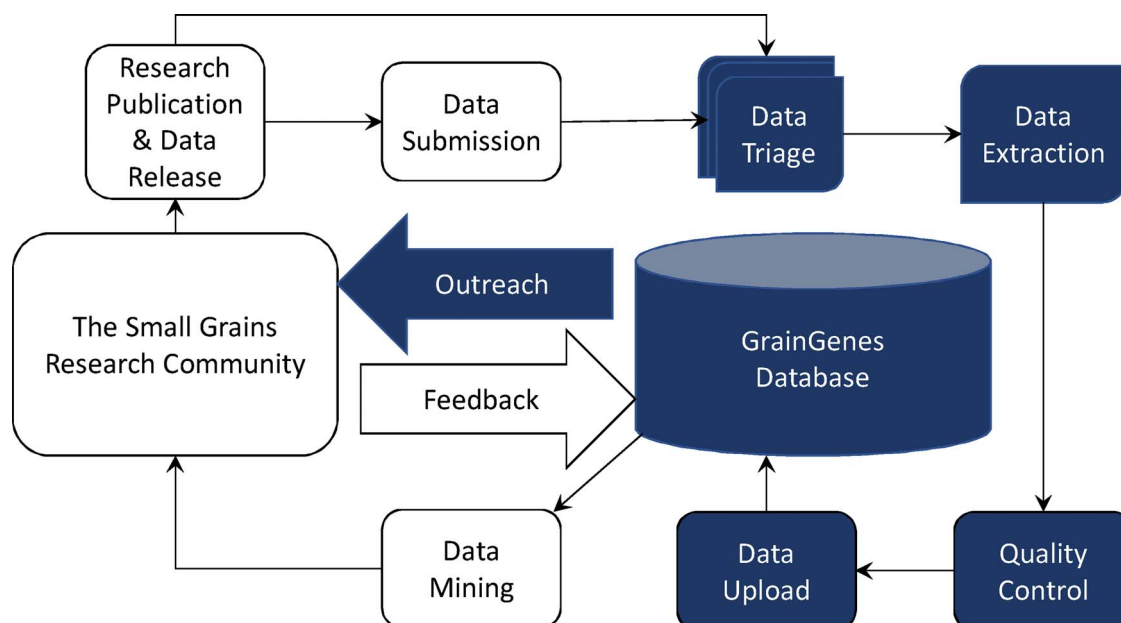 Research
Publication
& Data
Release
Data
Submission
Data
Triage
Data
Extraction
The Small Grains
Research Community
Outreach
Feedback
GrainGenes
Database
Data
Mining
Data
Upload
Quality
Control